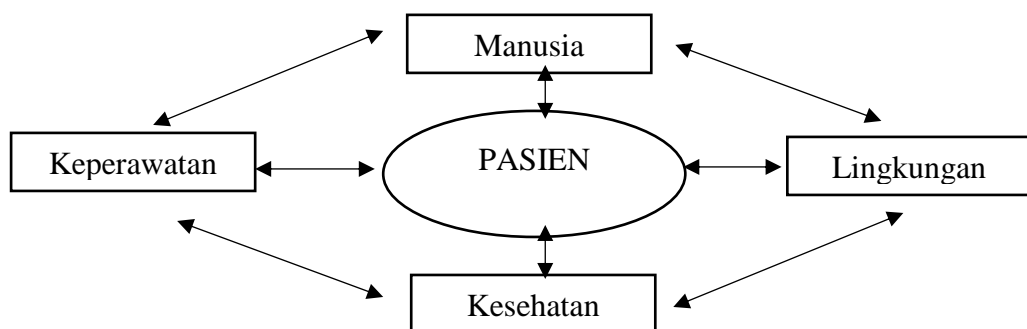 Manusia
Keperawatan
PASIEN
Lingkungan
Kesehatan